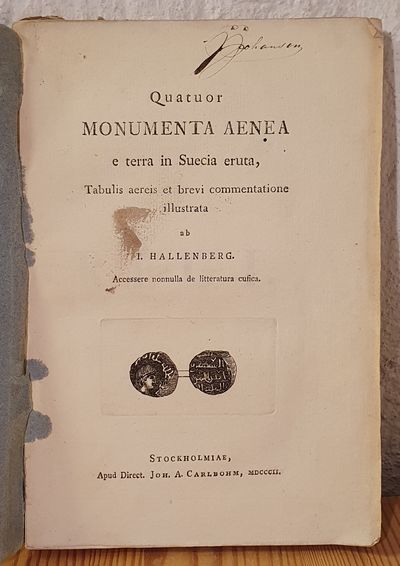 Johansen
Quatuor
MONUMENTA AENEA
e terra in Suecia eruta,
Tabulis aereis et brevi commentatione
illustrata
ab
I. HALLENBERG.
Accessere nonnulla de litteratura cufica.
STOCKHOLMIAE,
Apud Direct. JOH. A. CARLBOHM, MDCCCII.